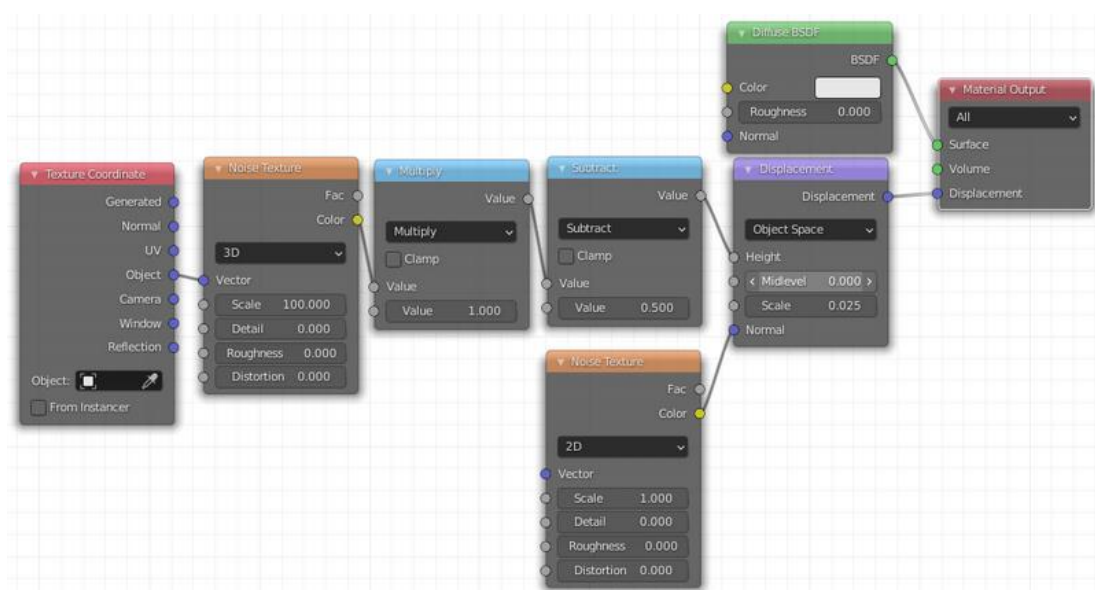 Texture Coordinate
Generated
Normal
UV
Object
Camera
Window
Reflection
Object:
From Instancer
Noise Texture
Fac
Color
3D
Vector
Scale 100.000
Detail 0.000
Roughness 0.000
Distortion 0.000
Multiply
Value
Multiply
Clamp
Value
Value 1.000
Subtract
Value
Subtract
Clamp
Value
Value 0.500
Noise Texture
Fac
Color
2D
Vector
Scale 1.000
Detail 0.000
Roughness 0.000
Distortion 0.000
Diffuse BSDF
BSDF
Color
Roughness 0.000
Normal
Displacement
Displacement
Object Space
Height
Midlevel 0.000
Scale 0.025
Normal
Material Output
All
Surface
Volume
Displacement